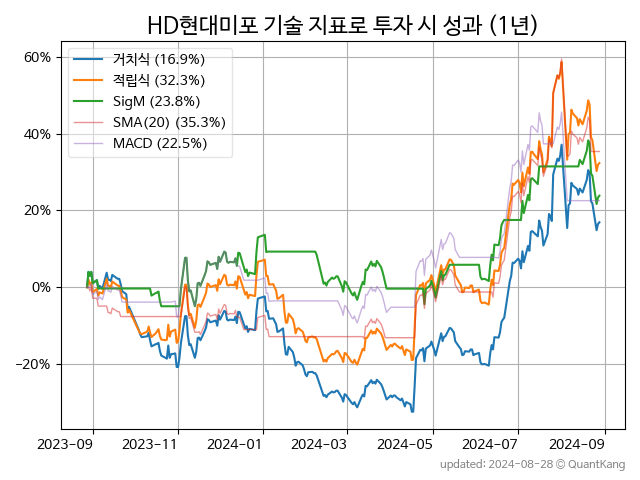 HD현대미포 기술 지표로 투자 시 성과 (1년)
60%
40%
20%
0%
−20%
거치식 (16.9%)
적립식 (32.3%)
SigM (23.8%)
SMA(20) (35.3%)
MACD (22.5%)
2023-09 2023-11 2024-01 2024-03 2024-05 2024-07 2024-09
updated: 2024-08-28 © QuantKang